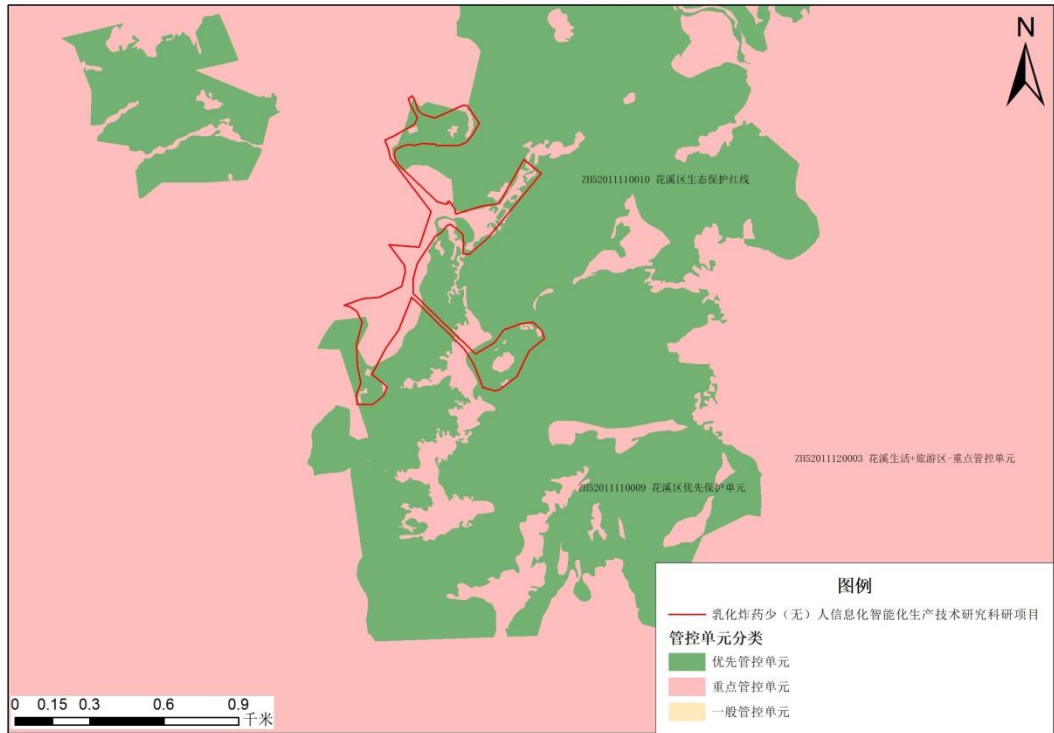 N
ZH52011110010 花溪区生态保护红线
ZH52011120003 花溪生活+旅游区-重点管控单元
ZH52011110009 花溪区优先保护单元
图例
乳化炸药少（无）人信息化智能化生产技术研究科研项目
管控单元分类
优先管控单元
重点管控单元
一般管控单元
0 0.15 0.3 0.6 0.9
千米